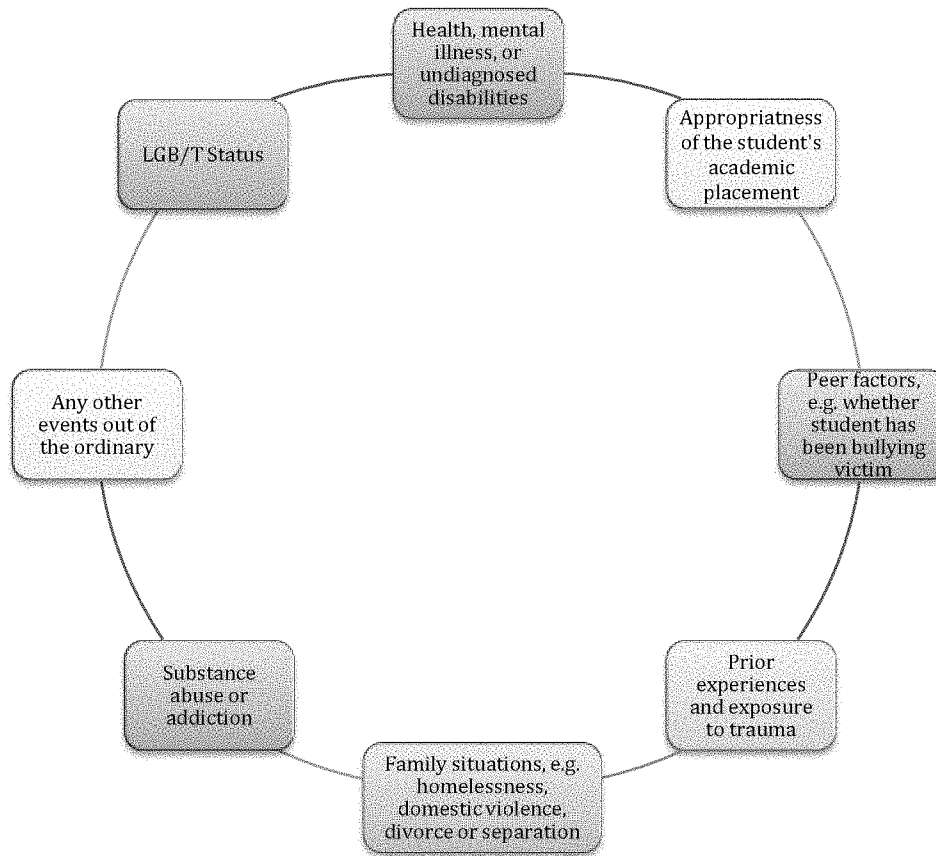 Health, mental
illness, or
undiagnosed
disabilities
Appropriatness
of the student's
academic
placement
Peer factors,
e.g. whether
student has
been bullying
victim
Prior
experiences
and exposure
to trauma
Family situations, e.g.
homelessness,
domestic violence,
divorce or separation
Substance
abuse or
addiction
Any other
events out of
the ordinary
LGB/T Status